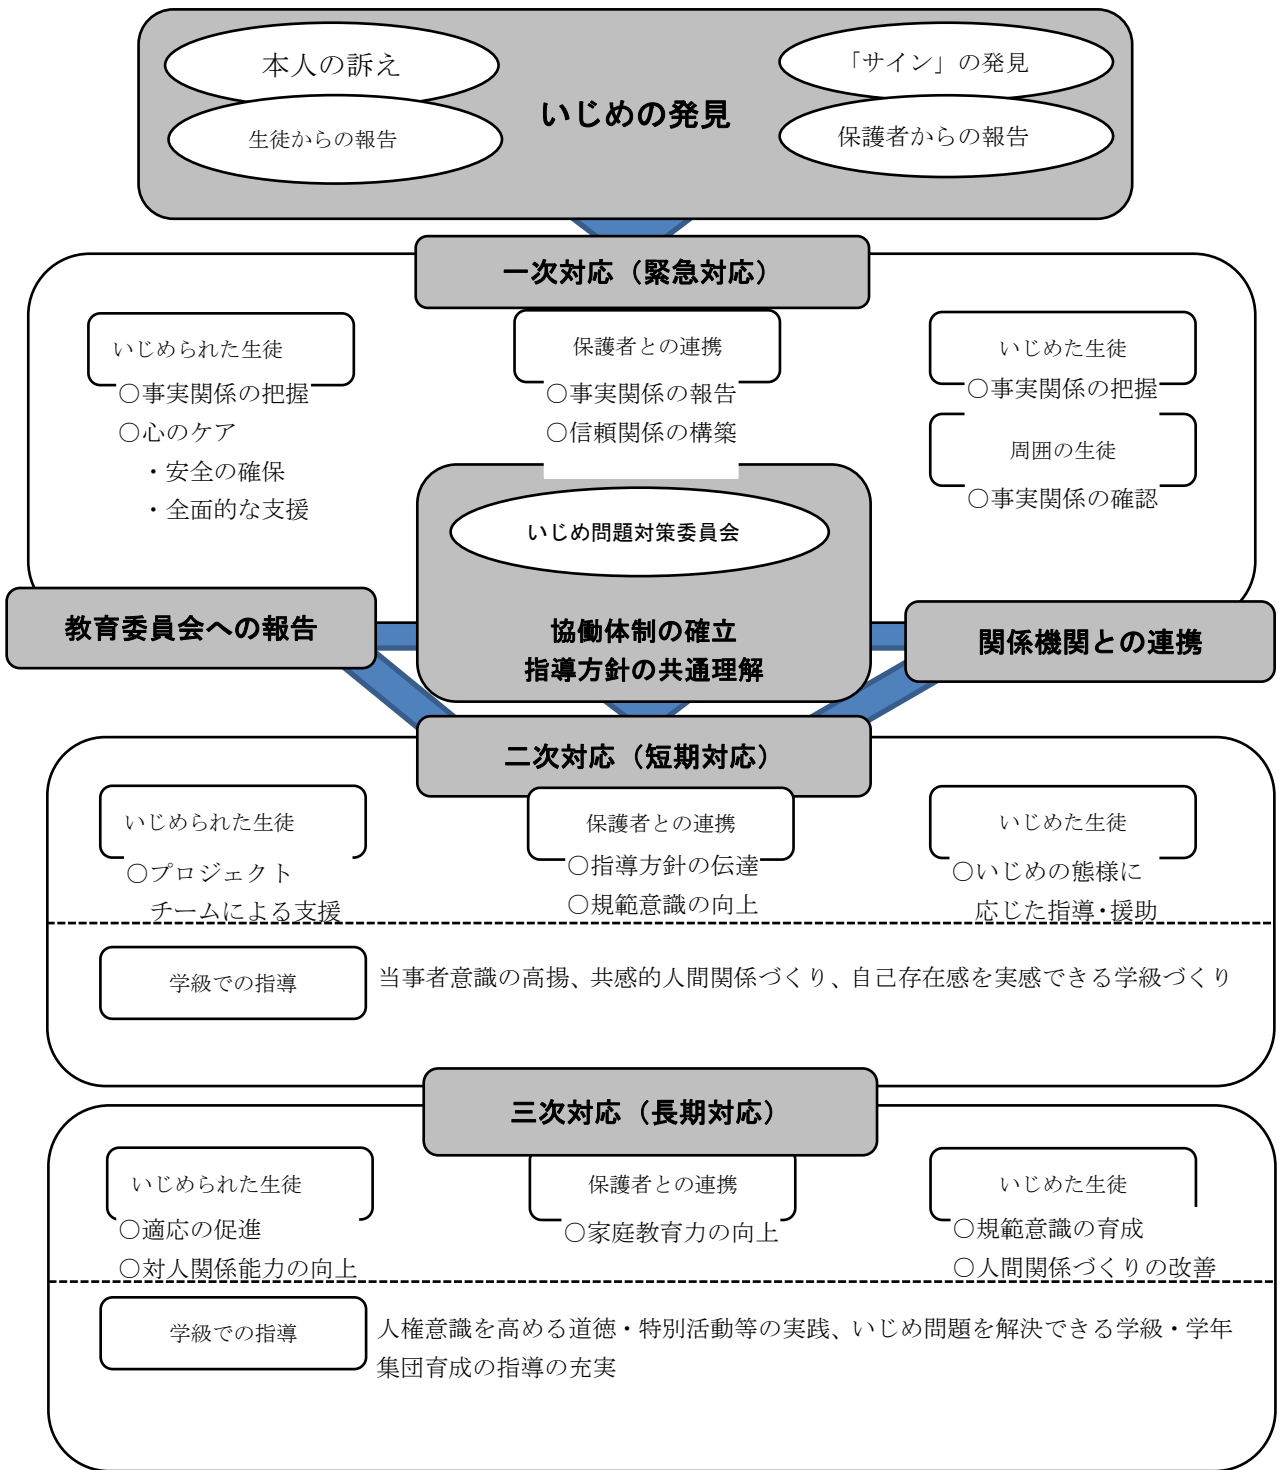 本人の訴え
「サイン」の発見
いじめの発見
生徒からの報告
保護者からの報告
一次対応（緊急対応）
いじめられた生徒
○事実関係の把握
○心のケア
・安全の確保
・全面的な支援
保護者との連携
○事実関係の報告
○信頼関係の構築
いじめた生徒
○事実関係の把握
周囲の生徒
○事実関係の確認
いじめ問題対策委員会
協働体制の確立
指導方針の共通理解
教育委員会への報告
関係機関との連携
二次対応（短期対応）
いじめられた生徒
○プロジェクト
チームによる支援
保護者との連携
○指導方針の伝達
○規範意識の向上
いじめた生徒
○いじめの態様に
応じた指導・援助
学級での指導
当事者意識の高揚、共感的人間関係づくり、自己存在感を実感できる学級づくり
三次対応（長期対応）
いじめられた生徒
○適応の促進
○対人関係能力の向上
保護者との連携
○家庭教育力の向上
いじめた生徒
○規範意識の育成
○人間関係づくりの改善
学級での指導
人権意識を高める道徳・特別活動等の実践、いじめ問題を解決できる学級・学年
集団育成の指導の充実